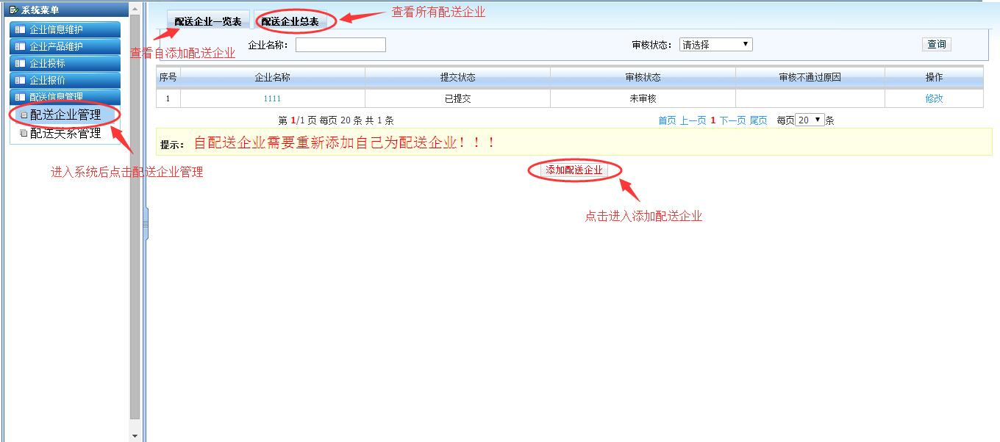 系统菜单
企业信息维护
企业产品维护
企业投标
企业报价
配送信息管理
配送企业管理
配送关系管理
进入系统后点击配送企业管理
配送企业一览表 配送企业总表
查看所有配送企业
查看自添加配送企业
企业名称： 审核状态： 请选择 查询
序号 企业名称 提交状态 审核状态 审核不通过原因 操作
1 1111 已提交 未审核 修改
第 1/1 页 每页 20 条 共 1 条 首页 上一页 1 下一页 尾页 每页 20 条
提示： 自配送企业需要重新添加自己为配送企业！！！
添加配送企业
点击进入添加配送企业